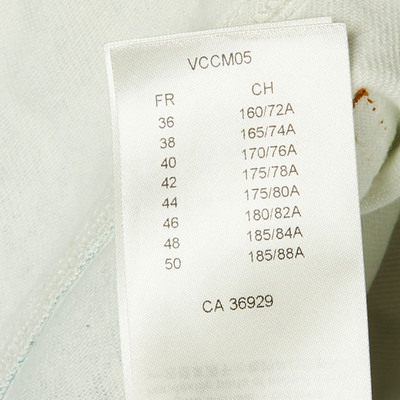 VCCM05
FR CH
36 160/72A
38 165/74A
40 170/76A
42 175/78A
44 175/80A
46 180/82A
48 185/84A
50 185/88A
CA 36929